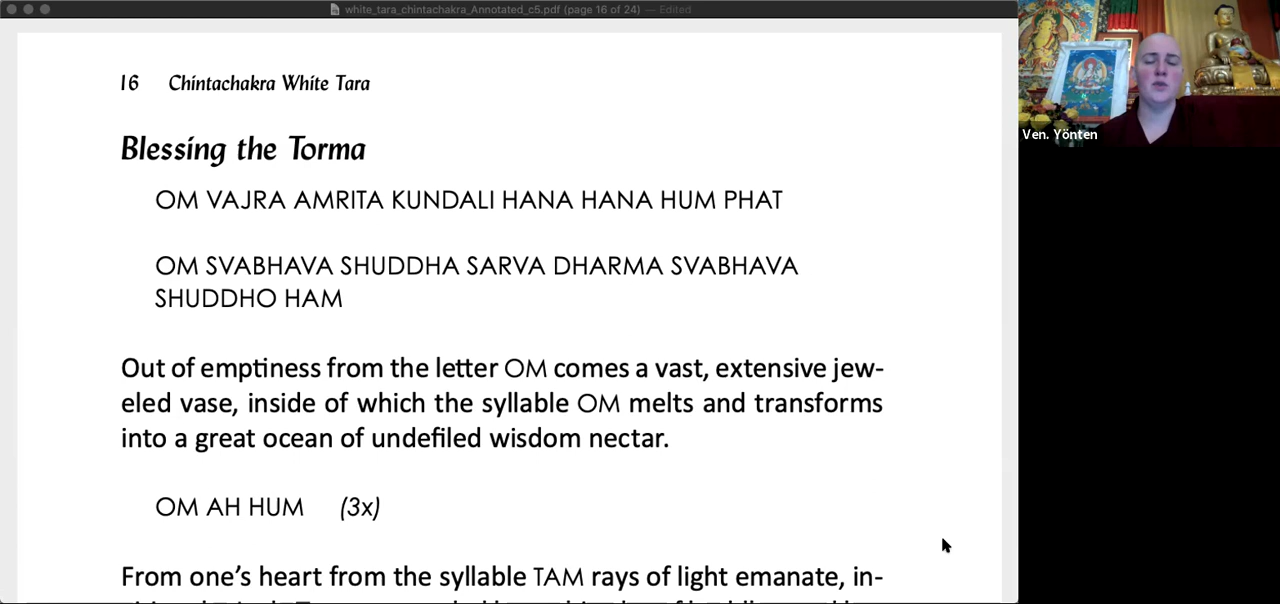 white_tara_chintachakra_Annotated_c5.pdf (page 16 of 24) — Edited
16 Chintachakra White Tara
Blessing the Torma
OM VAJRA AMRITA KUNDALI HANA HANA HUM PHAT
OM SVABHAVA SHUDDHA SARVA DHARMA SVABHAVA
SHUDDHO HAM
Out of emptiness from the letter OM comes a vast, extensive jew-
eled vase, inside of which the syllable OM melts and transforms
into a great ocean of undefiled wisdom nectar.
OM AH HUM (3x)
From one’s heart from the syllable TAM rays of light emanate, in-
Ven. Yönten